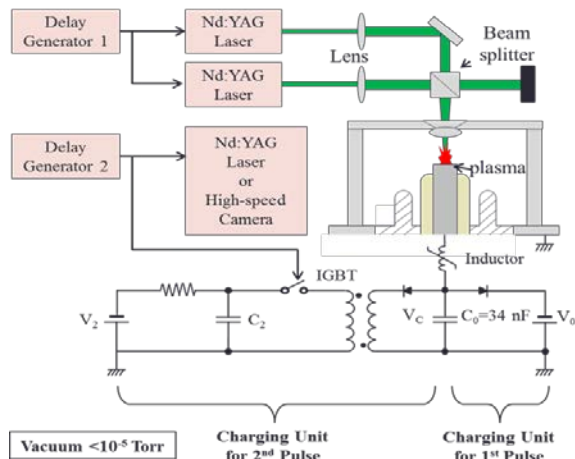 Delay
Generator 1
Nd:YAG
Laser
Nd:YAG
Laser
Lens
Beam
splitter
Delay
Generator 2
Nd:YAG
Laser
or
High-speed
Camera
plasma
Inductor
IGBT
V2
C2
VC
C0=34 nF
V0
Vacuum <10-5 Torr
Charging Unit
for 2nd Pulse
Charging Unit
for 1st Pulse